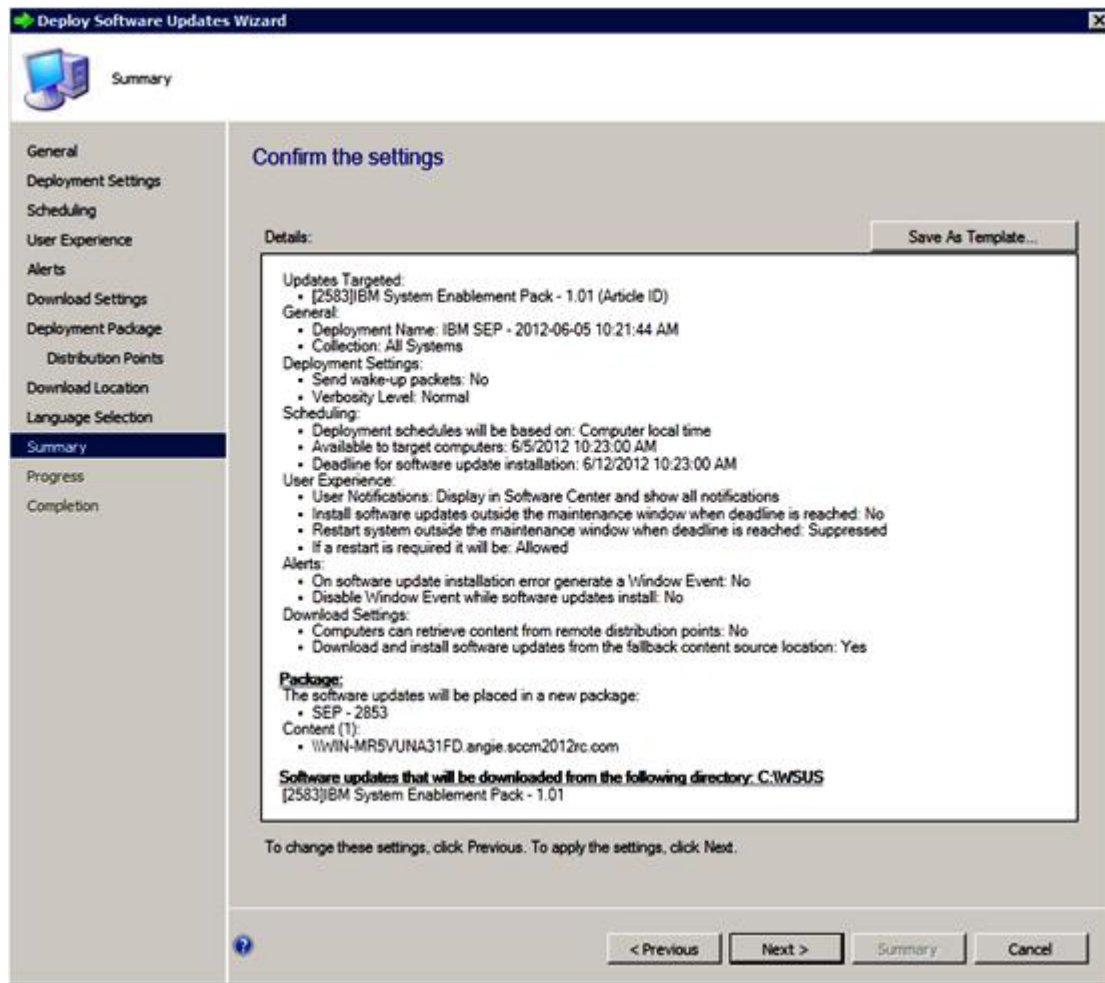 Deploy Software Updates Wizard
Summary
General
Deployment Settings
Scheduling
User Experience
Alerts
Download Settings
Deployment Package
Distribution Points
Download Location
Language Selection
Summary
Progress
Completion
Confirm the settings
Details:
Save As Template...
Updates Targeted:
• [2583]IBM System Enablement Pack - 1.01 (Article ID)
General:
• Deployment Name: IBM SEP - 2012-06-05 10:21:44 AM
• Collection: All Systems
Deployment Settings:
• Send wake-up packets: No
• Verbosity Level: Normal
Scheduling:
• Deployment schedules will be based on: Computer local time
• Available to target computers: 6/5/2012 10:23:00 AM
• Deadline for software update installation: 6/12/2012 10:23:00 AM
User Experience:
• User Notifications: Display in Software Center and show all notifications
• Install software updates outside the maintenance window when deadline is reached: No
• Restart system outside the maintenance window when deadline is reached: Suppressed
• If a restart is required it will be: Allowed
Alerts:
• On software update installation error generate a Window Event: No
• Disable Window Event while software updates install: No
Download Settings:
• Computers can retrieve content from remote distribution points: No
• Download and install software updates from the fallback content source location: Yes
Package:
The software updates will be placed in a new package:
• SEP - 2853
Content (1):
• \\\WIN-MR5VUNA31FD.angie.sccm2012rc.com
Software updates that will be downloaded from the following directory: C:\WSUS
[2583]IBM System Enablement Pack - 1.01
To change these settings, click Previous. To apply the settings, click Next.
< Previous
Next >
Summary
Cancel